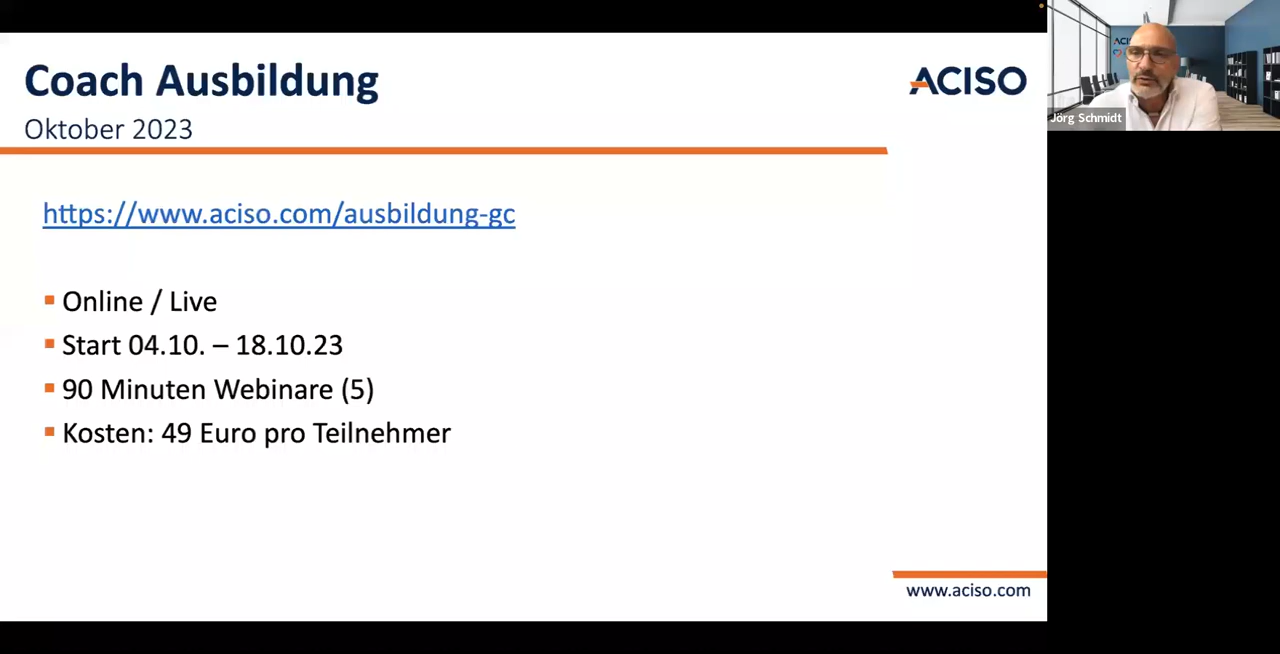 Coach Ausbildung
Oktober 2023
ACISO
https://www.aciso.com/ausbildung-gc
Online / Live
Start 04.10. – 18.10.23
90 Minuten Webinare (5)
Kosten: 49 Euro pro Teilnehmer
www.aciso.com
Jörg Schmidt